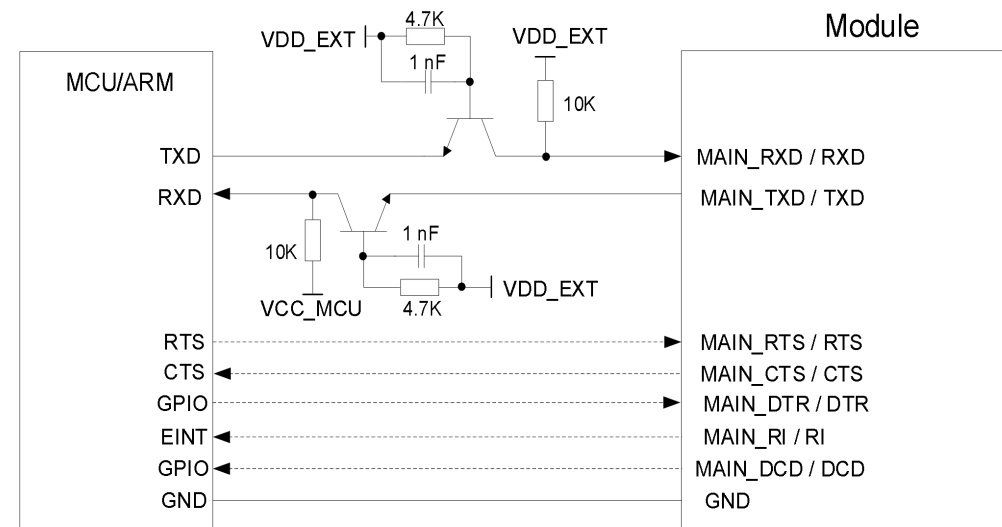 4.7K
Module
VDD_EXT
VDD_EXT
1 nF
MCU/ARM
10K
TXD
MAIN_RXD / RXD
RXD
MAIN_TXD / TXD
1 nF
10K
VDD_EXT
VCC_MCU
4.7K
RTS
MAIN_RTS / RTS
CTS
MAIN_CTS / CTS
GPIO
MAIN_DTR / DTR
EINT
MAIN_RI / RI
GPIO
MAIN_DCD / DCD
GND
GND